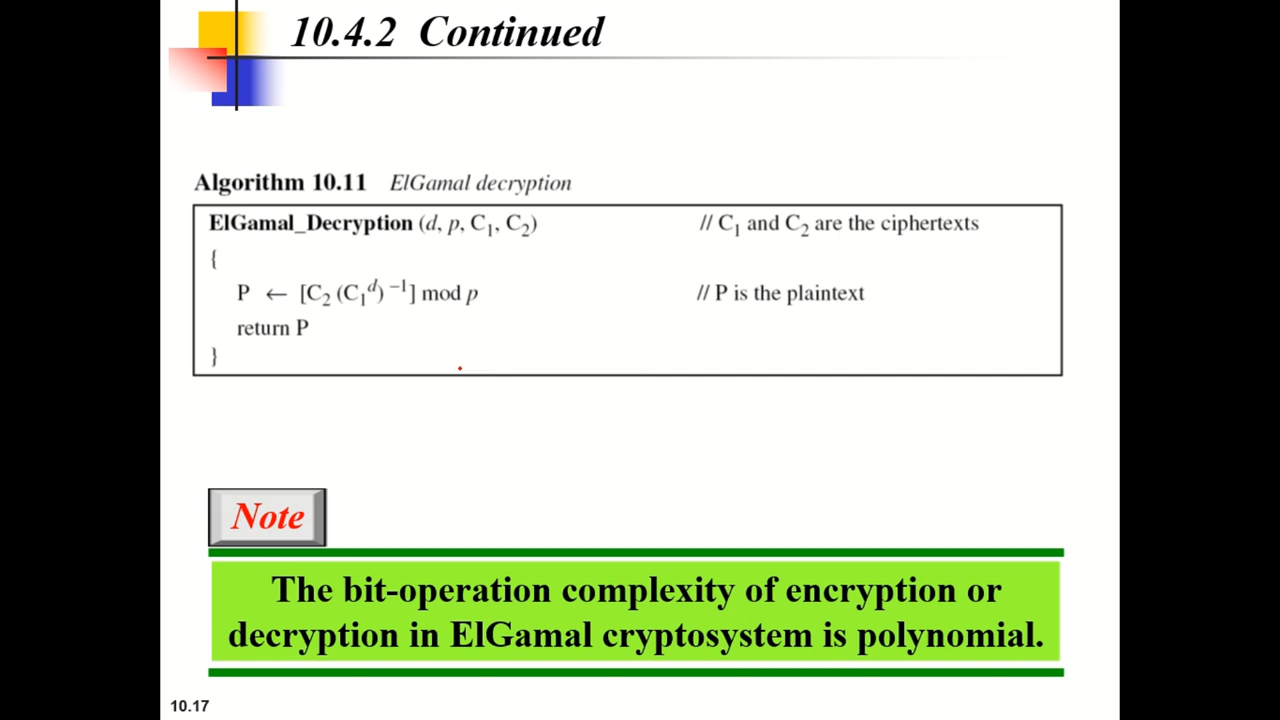 10.4.2 Continued
Algorithm 10.11 ElGamal decryption
ElGamal_Decryption (d, p, C₁, C₂) // C₁ and C₂ are the ciphertexts
{
P ← [C₂ (C₁ᵈ) ⁻¹] mod p // P is the plaintext
return P
}
Note
The bit-operation complexity of encryption or
decryption in ElGamal cryptosystem is polynomial.
10.17